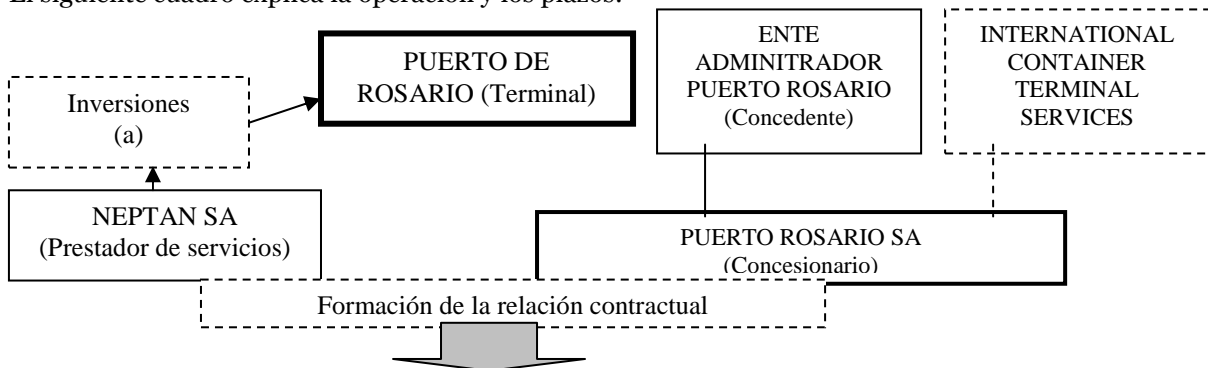 El siguiente cuadro explica la operación y los plazos:
ENTE
ADMINITRADOR
PUERTO ROSARIO
(Concedente)
INTERNATIONAL
CONTAINER
TERMINAL
SERVICES
PUERTO DE
ROSARIO (Terminal)
Inversiones
(a)
NEPTAN SA
(Prestador de servicios)
PUERTO ROSARIO SA
(Concesionario)
Formación de la relación contractual